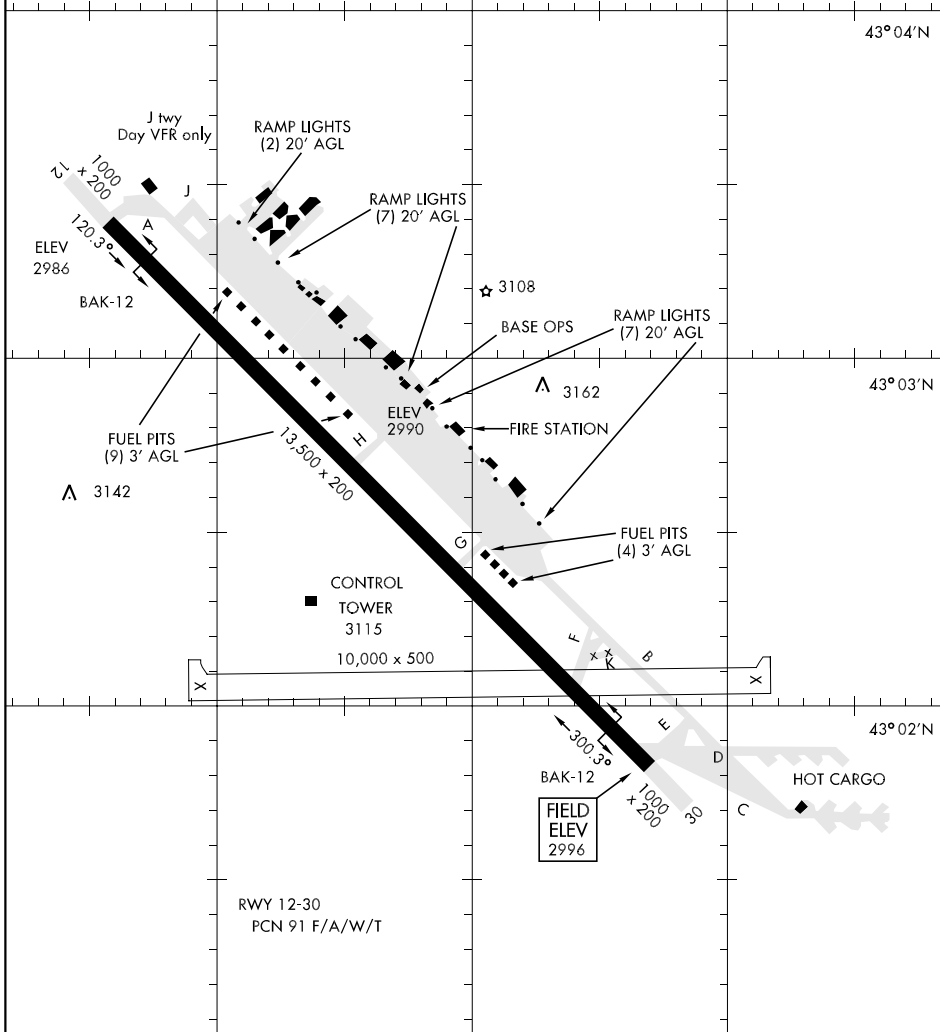 43°04'N
J twy
Day VFR only
RAMP LIGHTS
(2) 20' AGL
12
1000
x 200
J
RAMP LIGHTS
(7) 20' AGL
120.3°
A
ELEV
2986
BAK-12
3108
RAMP LIGHTS
(7) 20' AGL
BASE OPS
43°03'N
3162
ELEV
2990
FIRE STATION
H
FUEL PITS
(9) 3' AGL
13,500 x 200
3142
G
FUEL PITS
(4) 3' AGL
CONTROL
TOWER
3115
F
x x
K
B
10,000 x 500
X
X
E
43°02'N
300.3°
D
BAK-12
HOT CARGO
1000
x 200
30
C
FIELD
ELEV
2996
RWY 12-30
PCN 91 F/A/W/T